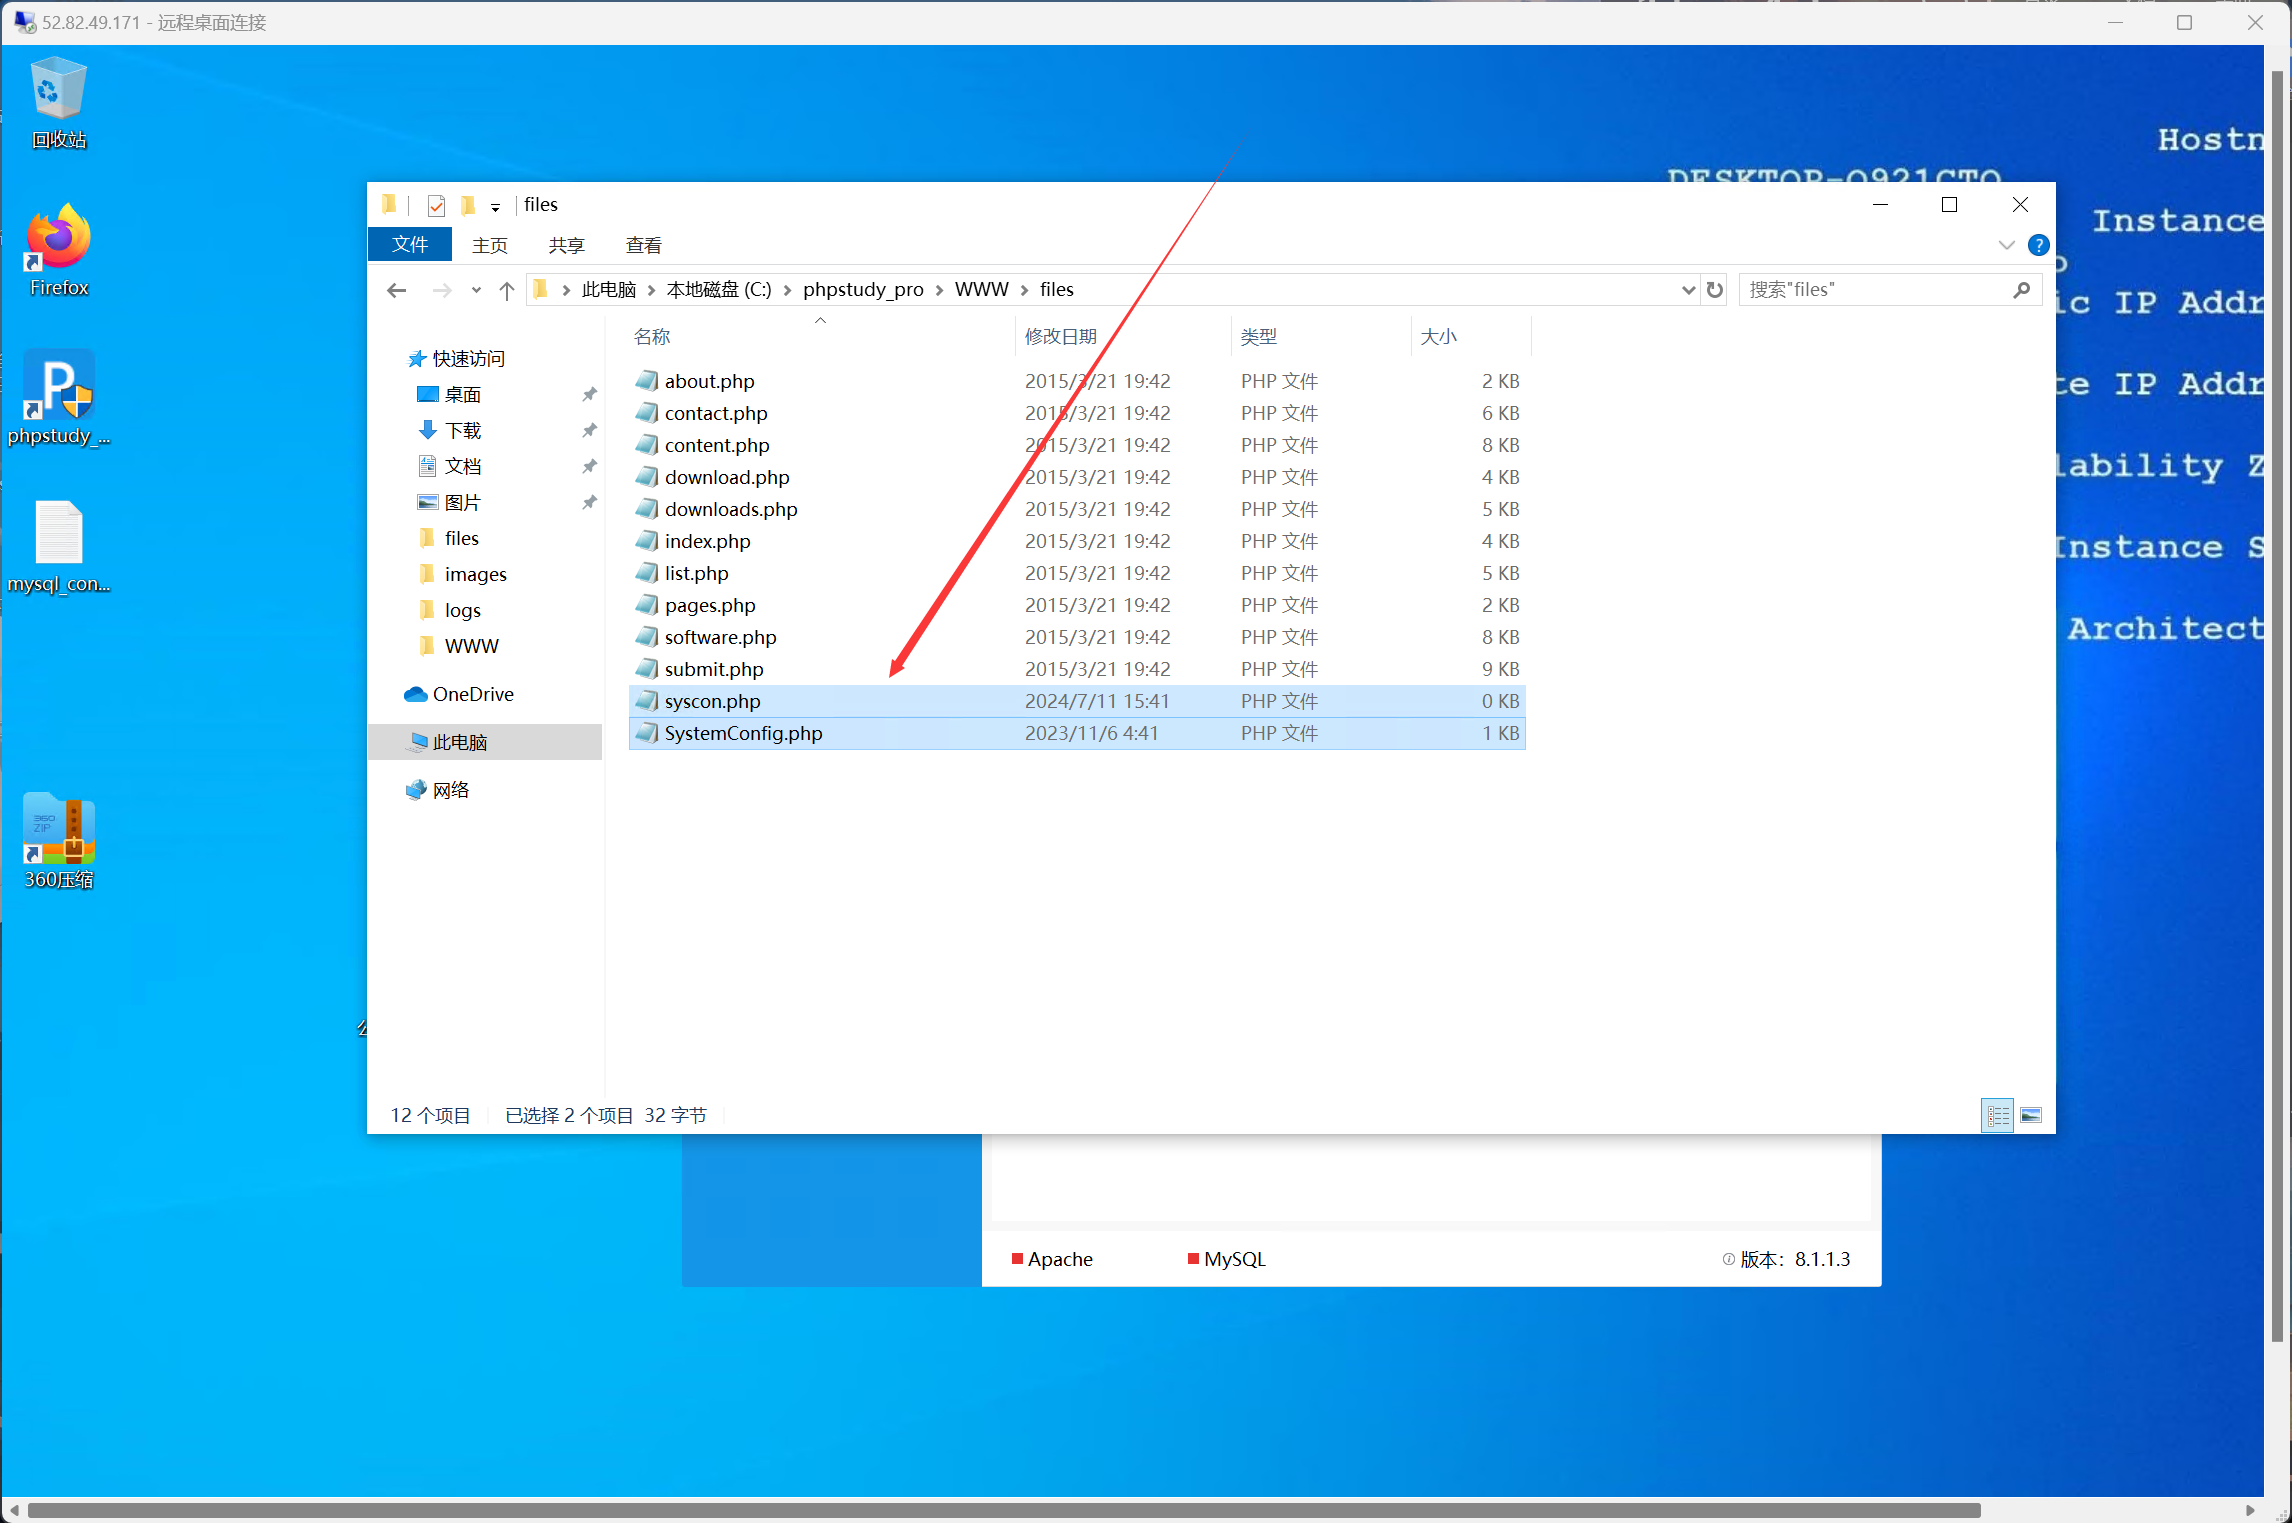 52.82.49.171 - 远程桌面连接
回收站
Firefox
phpstudy_...
mysql_con...
360压缩
Hostn
Instance
ic IP Addr
te IP Addr
lability Z
Instance S
Architect
files
文件
主页
共享
查看
此电脑
本地磁盘 (C:)
phpstudy_pro
WWW
files
搜索"files"
快速访问
桌面
下载
文档
图片
files
images
logs
WWW
OneDrive
此电脑
网络
名称 修改日期 类型 大小
about.php 2015/3/21 19:42 PHP 文件 2 KB
contact.php 2015/3/21 19:42 PHP 文件 6 KB
content.php 2015/3/21 19:42 PHP 文件 8 KB
download.php 2015/3/21 19:42 PHP 文件 4 KB
downloads.php 2015/3/21 19:42 PHP 文件 5 KB
index.php 2015/3/21 19:42 PHP 文件 4 KB
list.php 2015/3/21 19:42 PHP 文件 5 KB
pages.php 2015/3/21 19:42 PHP 文件 2 KB
software.php 2015/3/21 19:42 PHP 文件 8 KB
submit.php 2015/3/21 19:42 PHP 文件 9 KB
syscon.php 2024/7/11 15:41 PHP 文件 0 KB
SystemConfig.php 2023/11/6 4:41 PHP 文件 1 KB
12 个项目 已选择 2 个项目 32 字节
Apache
MySQL
版本：8.1.1.3